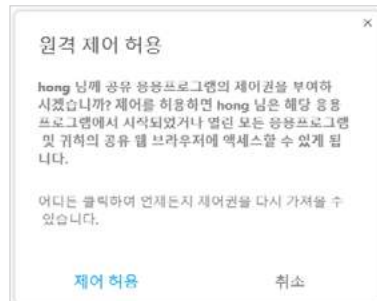 원격 제어 허용
hong 님께 공유 응용프로그램의 제어권을 부여하
시겠습니까? 제어를 허용하면 hong 님은 해당 응용
프로그램에서 시작되었거나 열린 모든 응용프로그램
및 귀하의 공유 웹 브라우저에 액세스할 수 있게 됩
니다.
어디든 클릭하여 언제든지 제어권을 다시 가져올 수
있습니다.
제어 허용 취소